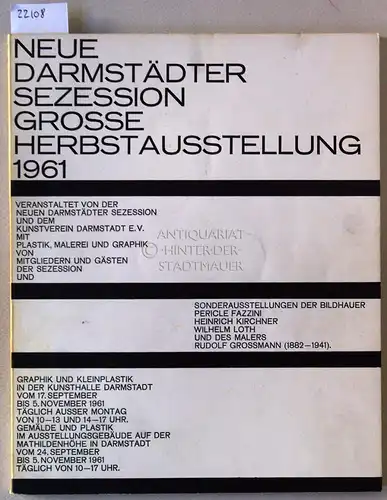 22108
NEUE
DARMSTÄDTER
SEZESSION
GROSSE
HERBSTAUSSTELLUNG
1961
VERANSTALTET VON DER
NEUEN DARMSTÄDTER SEZESSION
UND DEM
KUNSTVEREIN DARMSTADT E.V.
MIT
PLASTIK, MALEREI UND GRAPHIK
VON
MITGLIEDERN UND GÄSTEN
DER SEZESSION
UND
ANTIQUARIAT
HINTER DER
STADTMAUER
SONDERAUSSTELLUNGEN DER BILDHAUER
PERICLE FAZZINI
HEINRICH KIRCHNER
WILHELM LOTH
UND DES MALERS
RUDOLF GROSSMANN (1882–1941).
GRAPHIK UND KLEINPLASTIK
IN DER KUNSTHALLE DARMSTADT
VOM 17. SEPTEMBER
BIS 5. NOVEMBER 1961
TÄGLICH AUSSER MONTAG
VON 10–13 UND 14–17 UHR.
GEMÄLDE UND PLASTIK
IM AUSSTELLUNGSGEBÄUDE AUF DER
MATHILDENHÖHE IN DARMSTADT
VOM 24. SEPTEMBER
BIS 5. NOVEMBER 1961
TÄGLICH VON 10–17 UHR.